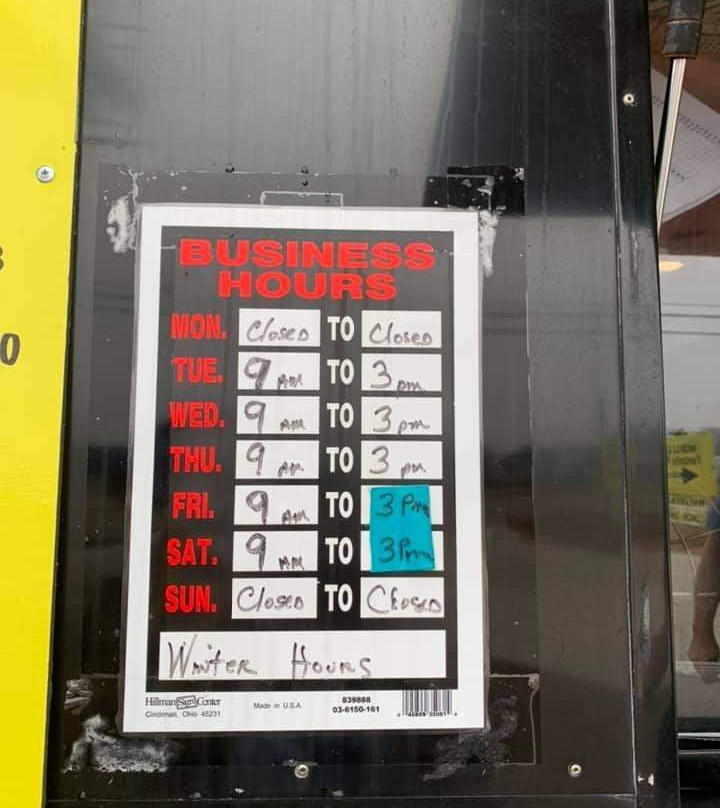 BUSINESS
HOURS
MON. Closed TO Closed
TUE. 9 AM TO 3 pm
WED. 9 AM TO 3 pm
THU. 9 am TO 3 pm
FRI. 9 AM TO 3 Pm
SAT. 9 AM TO 3 Pm
SUN. Closed TO Closed
Winter Hours
Hillman Sign Center
Cincinnati, Ohio 45231
Made in U.S.A.
839888
03-6150-161
0